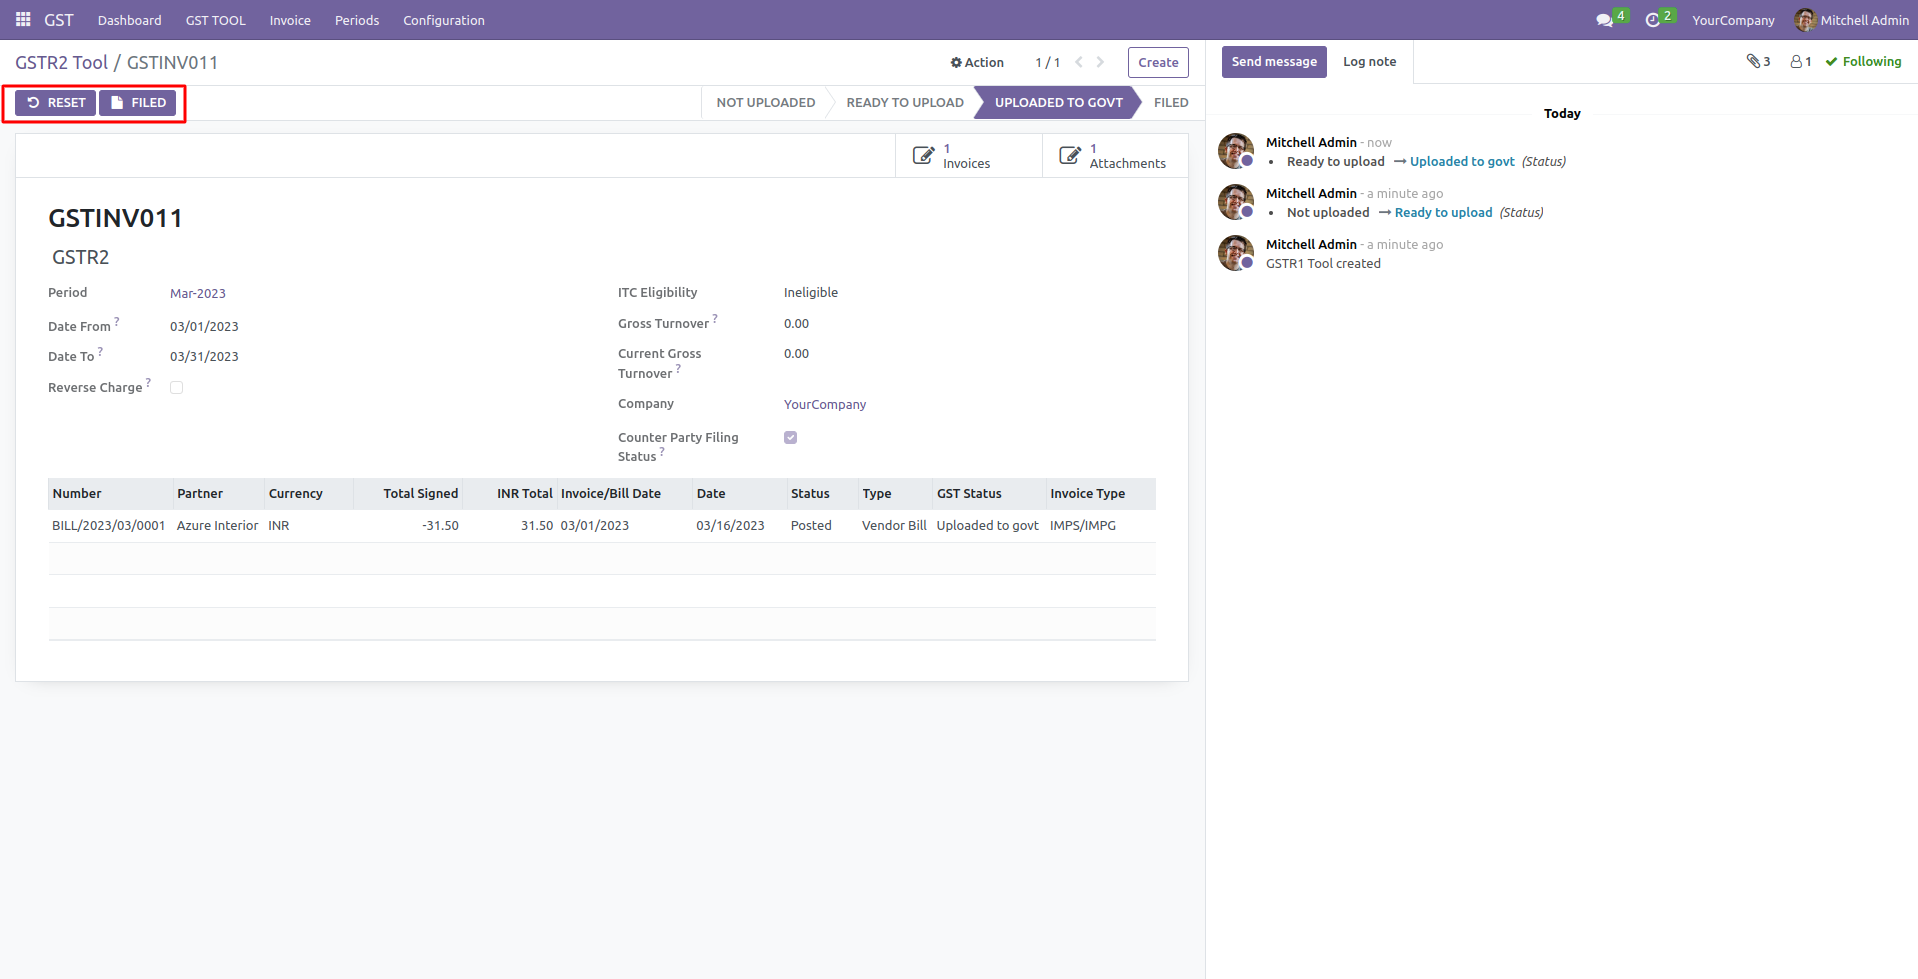 GST Dashboard GST TOOL Invoice Periods Configuration 4 2 YourCompany Mitchell Admin
GSTR2 Tool / GSTINV011 Action 1 / 1 Create
RESET FILED NOT UPLOADED READY TO UPLOAD UPLOADED TO GOVT FILED
1 Invoices
1 Attachments
GSTINV011
GSTR2
Period Mar-2023
Date From ? 03/01/2023
Date To ? 03/31/2023
Reverse Charge ?
ITC Eligibility Ineligible
Gross Turnover ? 0.00
Current Gross 0.00
Turnover ?
Company YourCompany
Counter Party Filing
Status ?
Number Partner Currency Total Signed INR Total Invoice/Bill Date Date Status Type GST Status Invoice Type
BILL/2023/03/0001 Azure Interior INR -31.50 31.50 03/01/2023 03/16/2023 Posted Vendor Bill Uploaded to govt IMPS/IMPG
Send message Log note 3 1 Following
Today
Mitchell Admin - now
• Ready to upload → Uploaded to govt (Status)
Mitchell Admin - a minute ago
• Not uploaded → Ready to upload (Status)
Mitchell Admin - a minute ago
GSTR1 Tool created